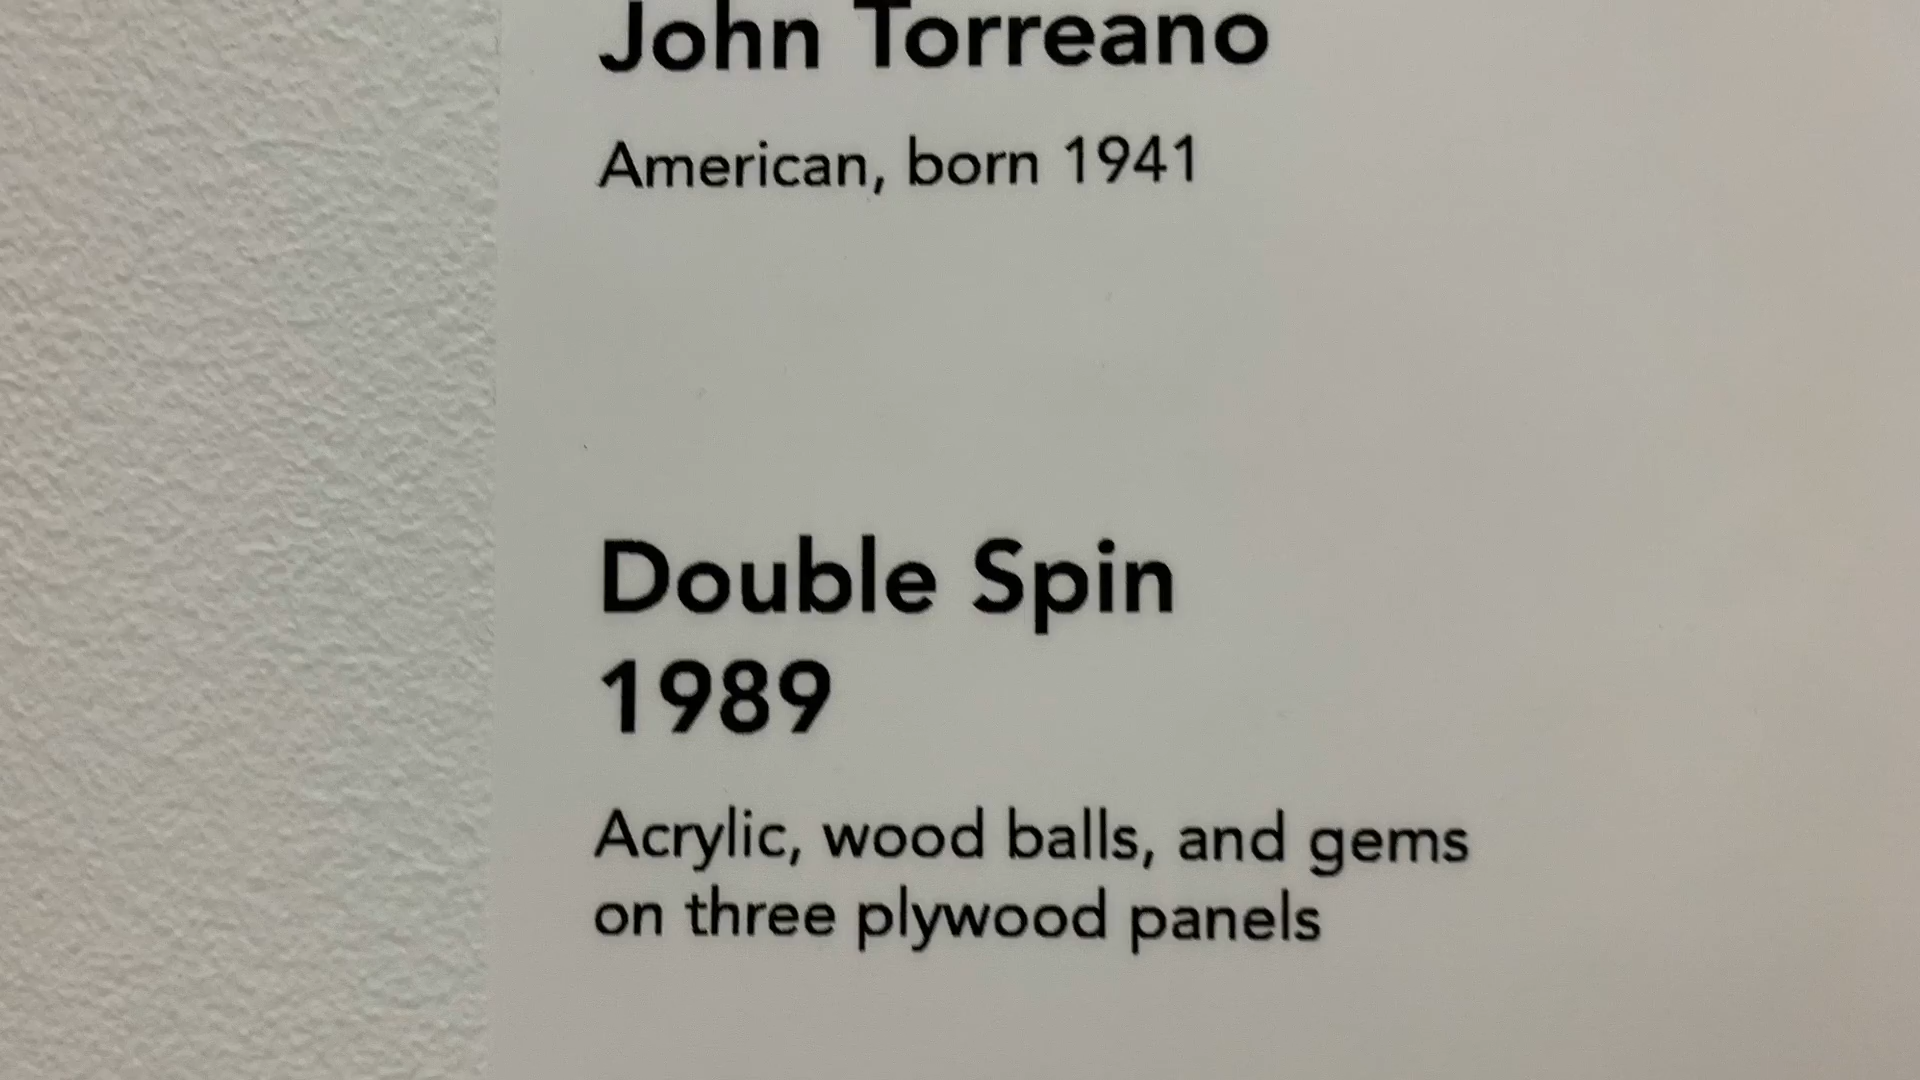 John Torreano
American, born 1941
Double Spin
1989
Acrylic, wood balls, and gems
on three plywood panels